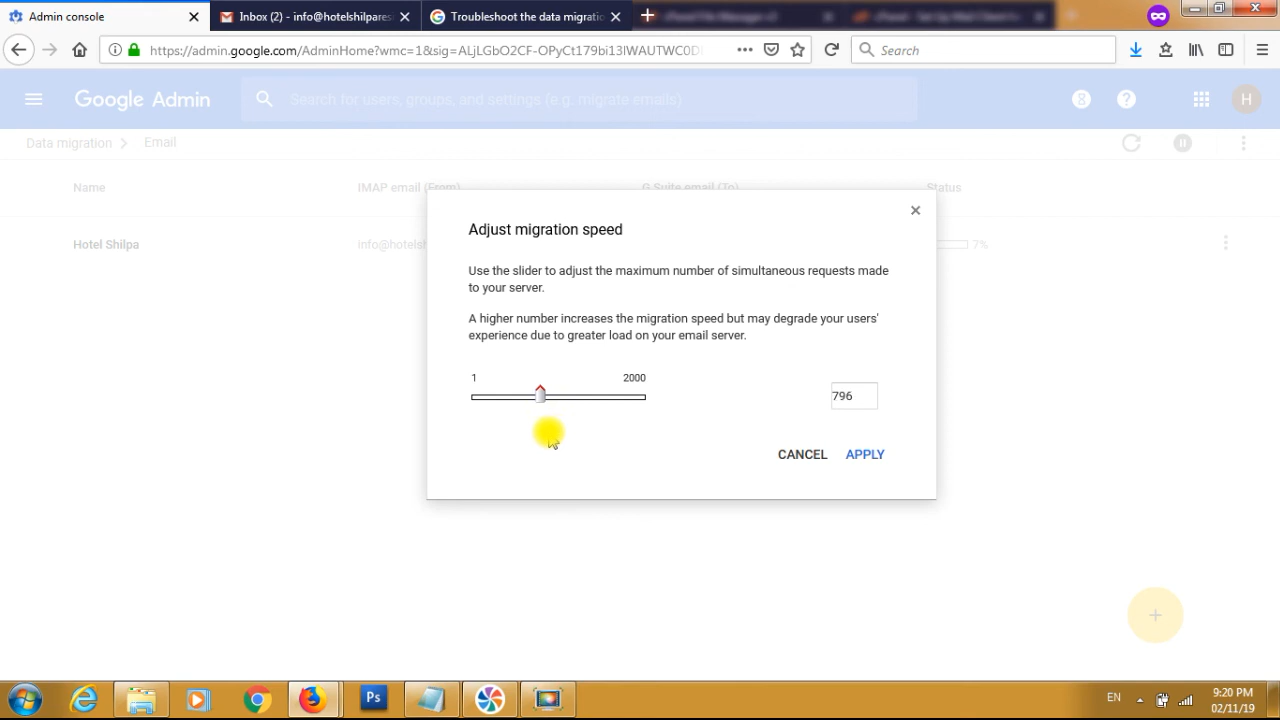 Admin console
Inbox (2) - info@hotelshilpares
Troubleshoot the data migratio
https://admin.google.com/AdminHome?wmc=1&sig=ALjLGbO2CF-OPyCt179bi13IWAUTWC0D
Search
Google Admin
Search for users, groups, and settings (e.g. migrate emails)
8
?
H
Data migration > Email
Name
IMAP email (From)
G Suite email (To)
Status
Hotel Shilpa
info@hotelsh
7%
Adjust migration speed
Use the slider to adjust the maximum number of simultaneous requests made
to your server.
A higher number increases the migration speed but may degrade your users'
experience due to greater load on your email server.
1
2000
796
CANCEL
APPLY
Ps
EN
9:20 PM
02/11/19